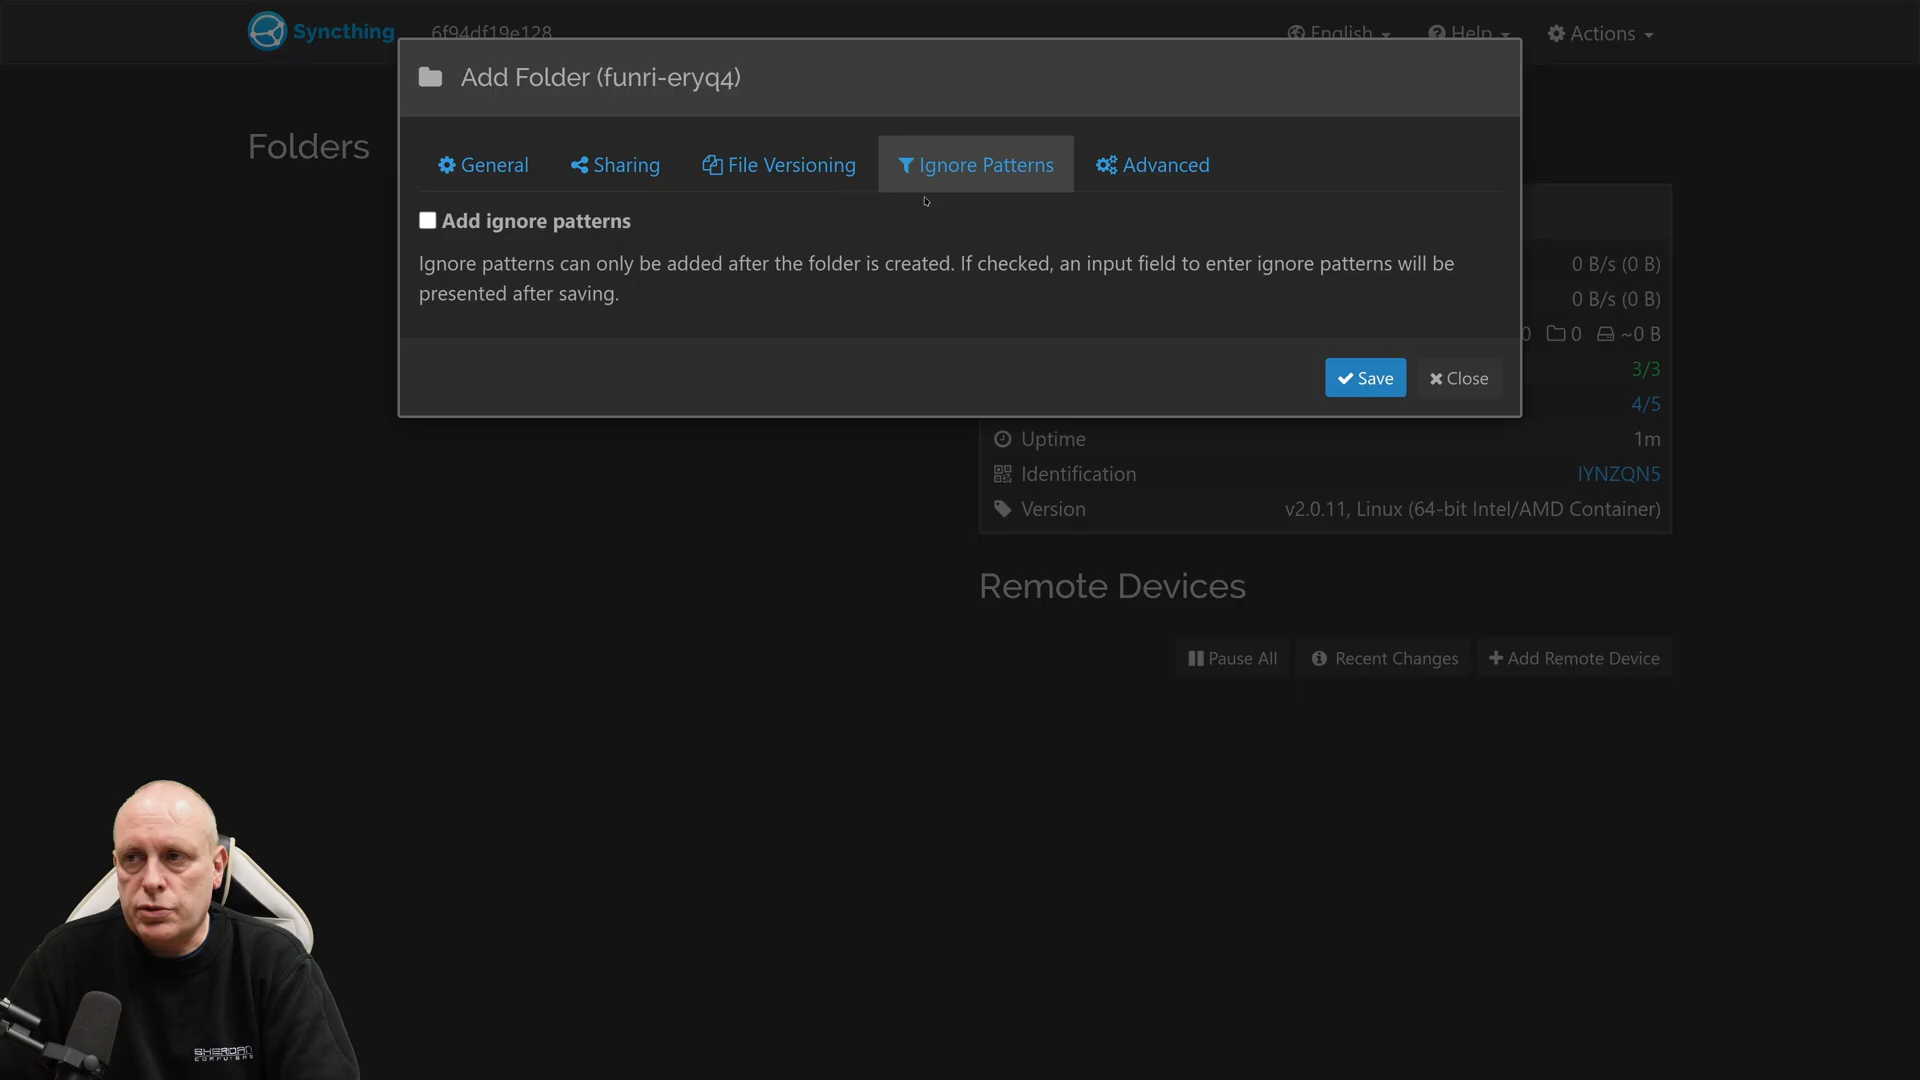 Syncthing
6f94df19e128
English
Help
Actions
Add Folder (funri-eryq4)
Folders
General
Sharing
File Versioning
Ignore Patterns
Advanced
Add ignore patterns
Ignore patterns can only be added after the folder is created. If checked, an input field to enter ignore patterns will be
presented after saving.
0 B/s (0 B)
0 B/s (0 B)
0 0 ~0 B
3/3
4/5
Save
Close
Uptime 1m
Identification IYNZQN5
Version v2.0.11, Linux (64-bit Intel/AMD Container)
Remote Devices
Pause All
Recent Changes
Add Remote Device
SHERIDAN
COMPUTERS